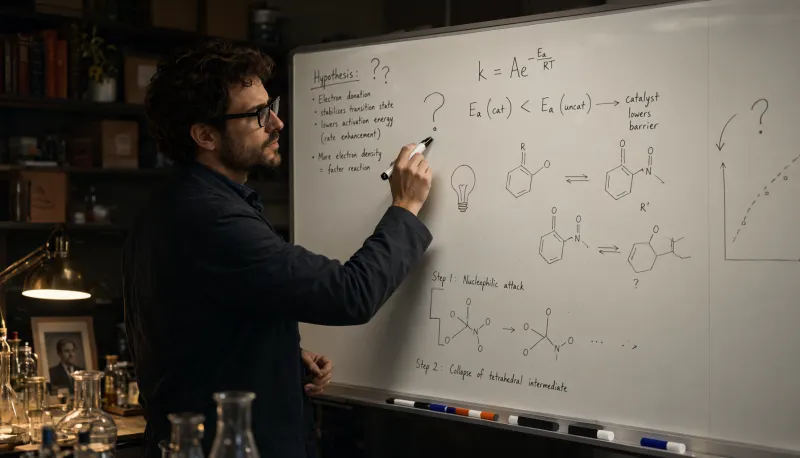 Hypothesis: ??
• Electron donation
• stabilizes transition state
• lowers activation energy
(rate enhancement)
• More electron density
= faster reaction
?
k = Ae^-Ea/RT
Ea (cat) < Ea (uncat) → catalyst
lowers
barrier
R
O
⇌
O
N
O
R'
O
N
O
⇌
O
?
Step 1: Nucleophilic attack
O
O
O
N
O
→
O
O
N
O
....
Step 2: Collapse of tetrahedral intermediate
?